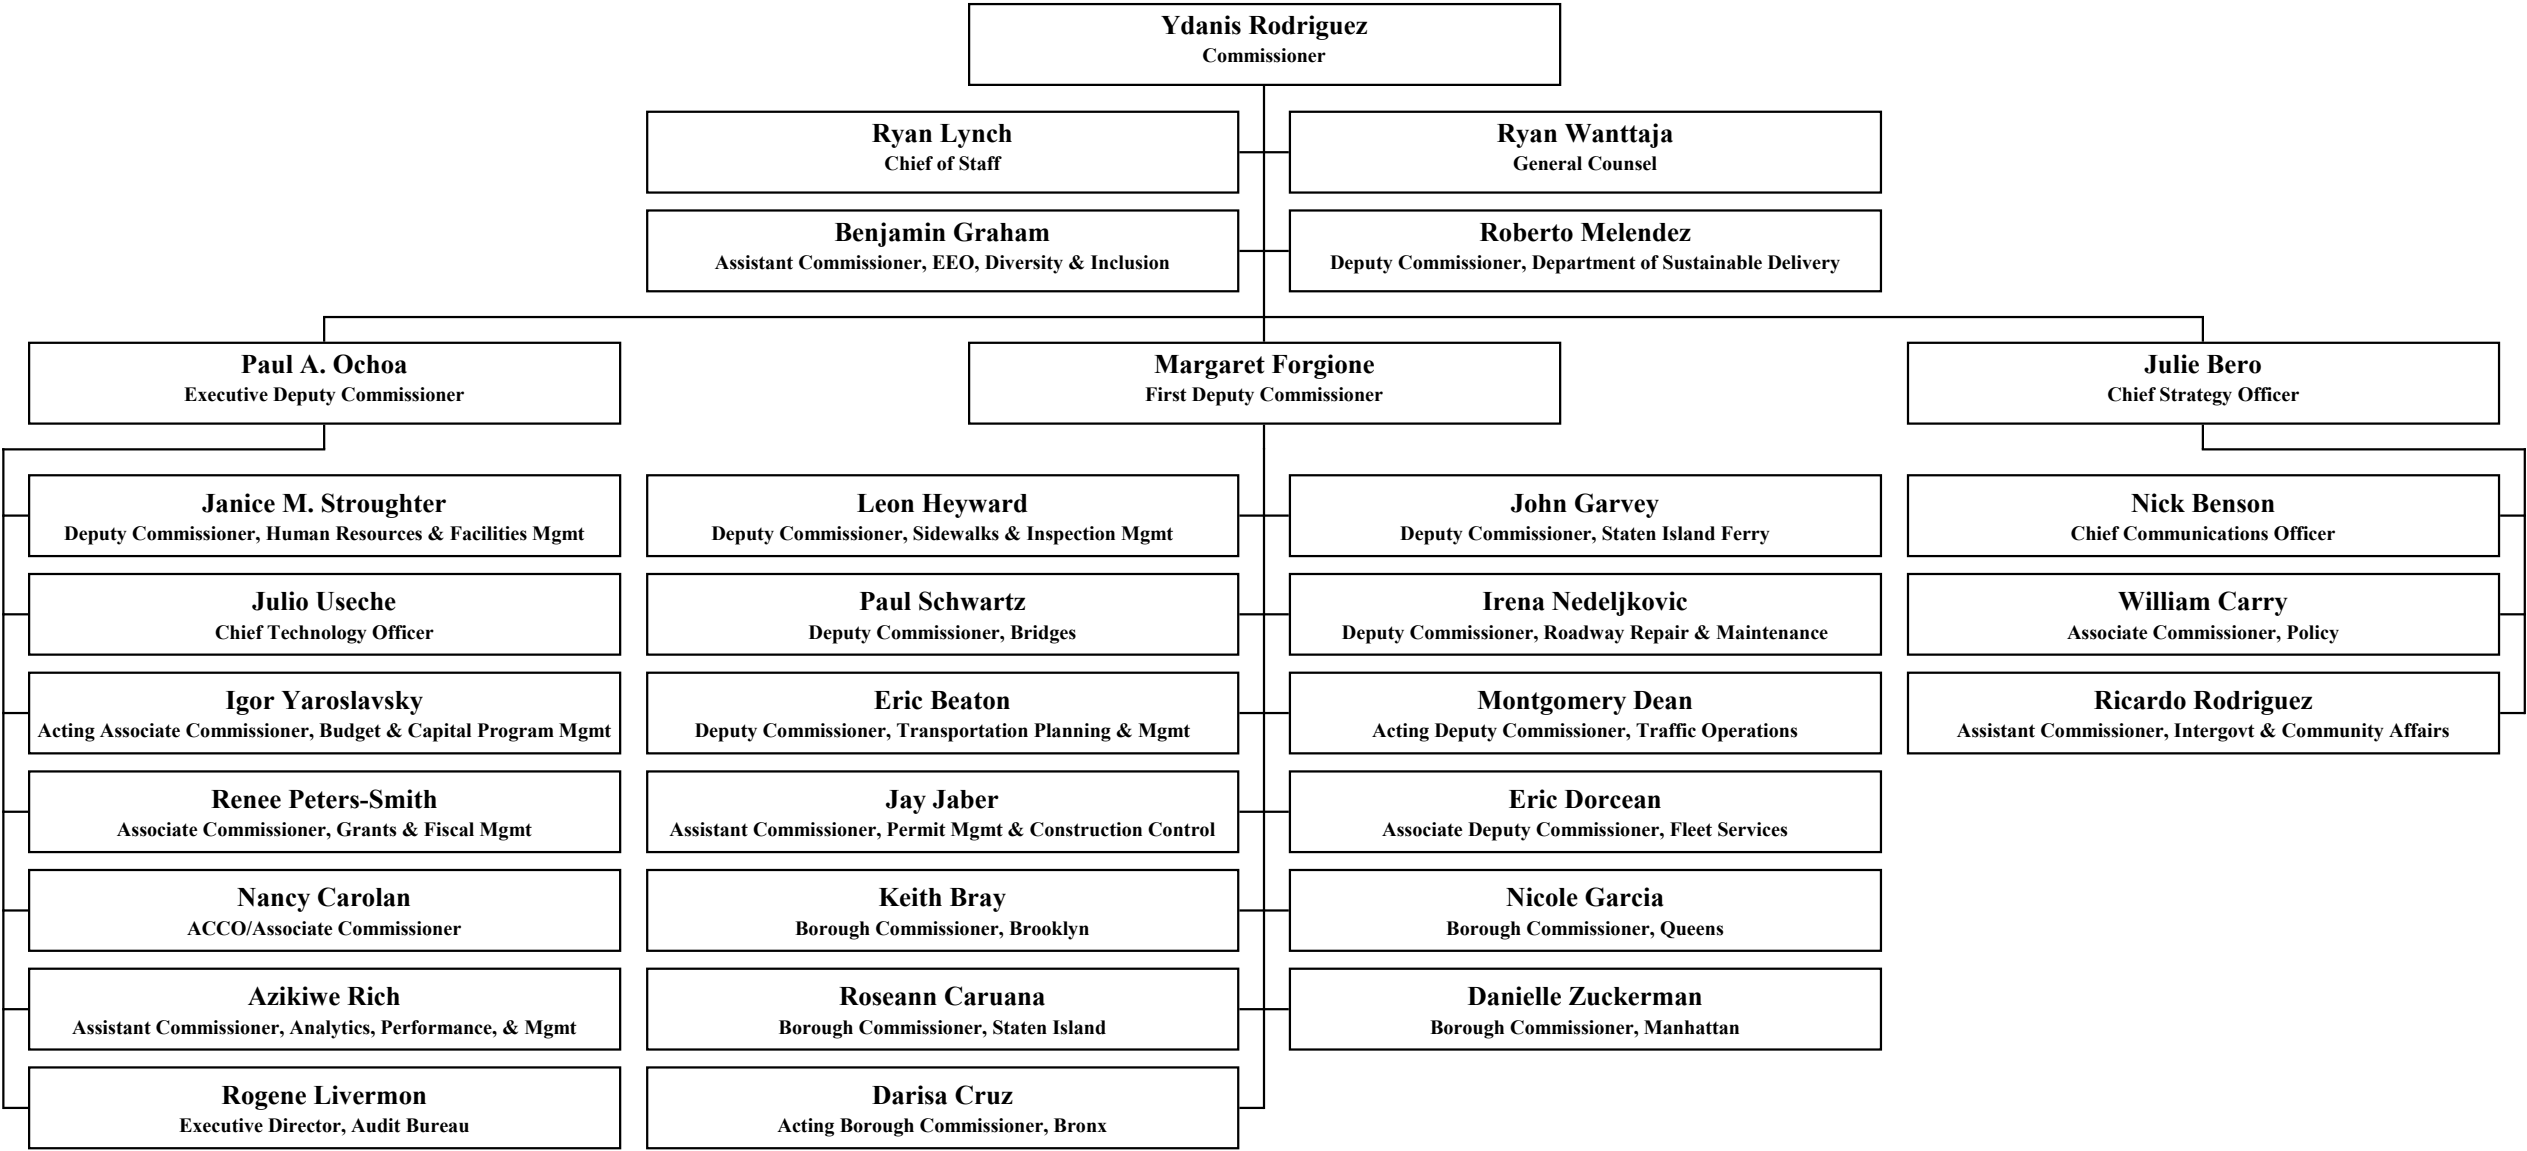 Ydanis Rodriguez
Commissioner
Ryan Lynch
Chief of Staff
Ryan Wanttaja
General Counsel
Benjamin Graham
Assistant Commissioner, EEO, Diversity & Inclusion
Roberto Melendez
Deputy Commissioner, Department of Sustainable Delivery
Paul A. Ochoa
Executive Deputy Commissioner
Margaret Forgione
First Deputy Commissioner
Julie Bero
Chief Strategy Officer
Janice M. Stroughter
Deputy Commissioner, Human Resources & Facilities Mgmt
Leon Heyward
Deputy Commissioner, Sidewalks & Inspection Mgmt
John Garvey
Deputy Commissioner, Staten Island Ferry
Nick Benson
Chief Communications Officer
Julio Useche
Chief Technology Officer
Paul Schwartz
Deputy Commissioner, Bridges
Irena Nedeljkovic
Deputy Commissioner, Roadway Repair & Maintenance
William Carry
Associate Commissioner, Policy
Igor Yaroslavsky
Acting Associate Commissioner, Budget & Capital Program Mgmt
Eric Beaton
Deputy Commissioner, Transportation Planning & Mgmt
Montgomery Dean
Acting Deputy Commissioner, Traffic Operations
Ricardo Rodriguez
Assistant Commissioner, Intergovt & Community Affairs
Renee Peters-Smith
Associate Commissioner, Grants & Fiscal Mgmt
Jay Jaber
Assistant Commissioner, Permit Mgmt & Construction Control
Eric Dorcean
Associate Deputy Commissioner, Fleet Services
Nancy Carolan
ACCO/Associate Commissioner
Keith Bray
Borough Commissioner, Brooklyn
Nicole Garcia
Borough Commissioner, Queens
Azikiwe Rich
Assistant Commissioner, Analytics, Performance, & Mgmt
Roseann Caruana
Borough Commissioner, Staten Island
Danielle Zuckerman
Borough Commissioner, Manhattan
Rogene Livermon
Executive Director, Audit Bureau
Darisa Cruz
Acting Borough Commissioner, Bronx